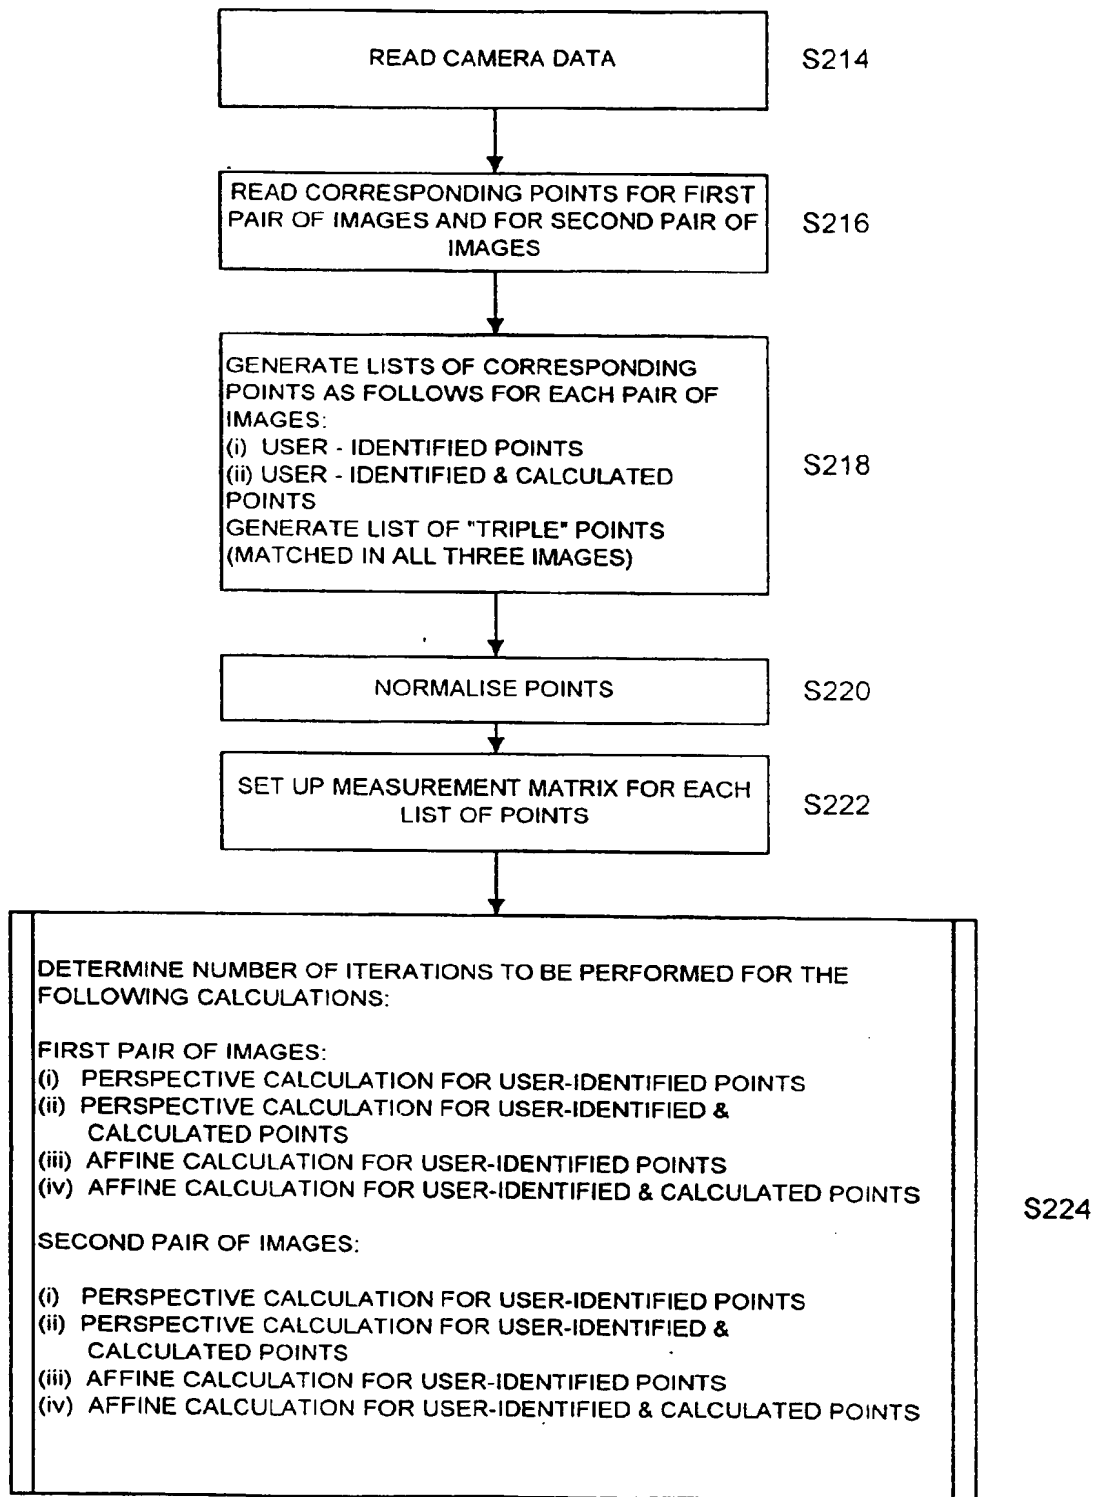 READ CAMERA DATA
S214
READ CORRESPONDING POINTS FOR FIRST
PAIR OF IMAGES AND FOR SECOND PAIR OF
IMAGES
S216
GENERATE LISTS OF CORRESPONDING
POINTS AS FOLLOWS FOR EACH PAIR OF
IMAGES:
(i) USER - IDENTIFIED POINTS
(ii) USER - IDENTIFIED & CALCULATED
POINTS
GENERATE LIST OF "TRIPLE" POINTS
(MATCHED IN ALL THREE IMAGES)
S218
NORMALISE POINTS
S220
SET UP MEASUREMENT MATRIX FOR EACH
LIST OF POINTS
S222
DETERMINE NUMBER OF ITERATIONS TO BE PERFORMED FOR THE
FOLLOWING CALCULATIONS:
FIRST PAIR OF IMAGES:
(i) PERSPECTIVE CALCULATION FOR USER-IDENTIFIED POINTS
(ii) PERSPECTIVE CALCULATION FOR USER-IDENTIFIED &
CALCULATED POINTS
(iii) AFFINE CALCULATION FOR USER-IDENTIFIED POINTS
(iv) AFFINE CALCULATION FOR USER-IDENTIFIED & CALCULATED POINTS
S224
SECOND PAIR OF IMAGES:
(i) PERSPECTIVE CALCULATION FOR USER-IDENTIFIED POINTS
(ii) PERSPECTIVE CALCULATION FOR USER-IDENTIFIED &
CALCULATED POINTS
(iii) AFFINE CALCULATION FOR USER-IDENTIFIED POINTS
(iv) AFFINE CALCULATION FOR USER-IDENTIFIED & CALCULATED POINTS